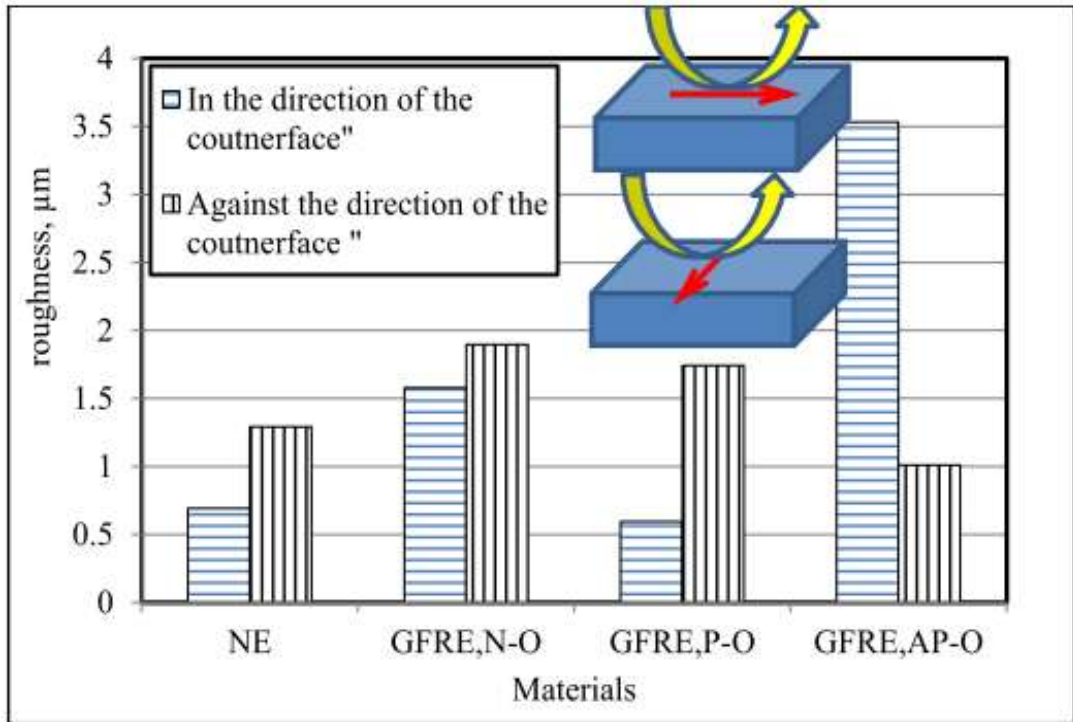 4
3.5
3
2.5
2
1.5
1
0.5
0
roughness, µm
In the direction of the
coutnerface"
Against the direction of the
coutnerface "
NE
GFRE,N-O
GFRE,P-O
GFRE,AP-O
Materials